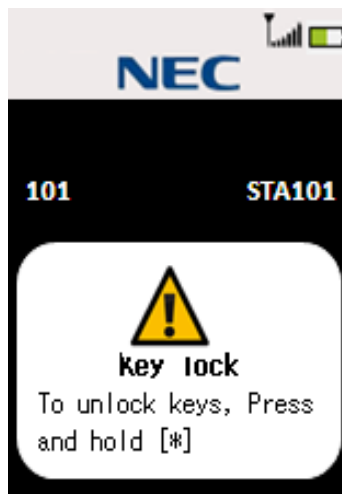 NEC
101 STA101
Key lock
To unlock keys, Press
and hold [*]